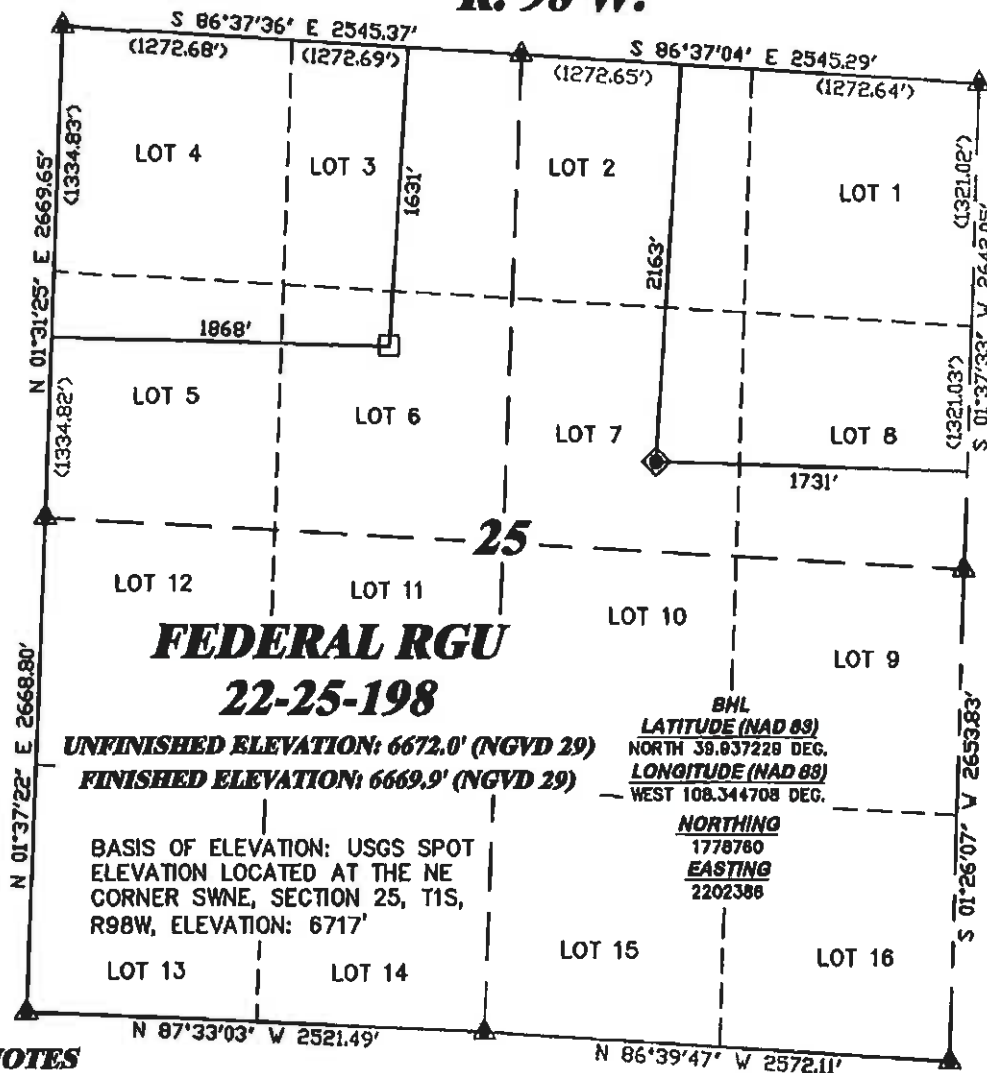 R. 98 W.
S 86°37'36" E 2545.37'
S 86°37'04" E 2545.29'
(1272.68')
(1272.69')
(1272.65')
(1272.64')
N 01°31'25" E 2669.65'
(1334.83')
(1334.82')
LOT 4
LOT 3
LOT 2
LOT 1
1631'
2163'
(1321.02')
(1321.03')
S 01°37'33" W 2642.05'
1868'
LOT 5
LOT 6
LOT 7
LOT 8
1731'
25
LOT 12
LOT 11
LOT 10
LOT 9
FEDERAL RGU
22-25-198
UNFINISHED ELEVATION: 6672.0' (NGVD 29)
FINISHED ELEVATION: 6669.9' (NGVD 29)
BHL
LATITUDE (NAD 83)
NORTH 39.937228 DEG.
LONGITUDE (NAD 83)
WEST 108.344708 DEG.
NORTHING
1778760
EASTING
2202386
N 01°37'22" E 2668.80'
S 01°26'07" W 2653.83'
BASIS OF ELEVATION: USGS SPOT
ELEVATION LOCATED AT THE NE
CORNER SWNE, SECTION 25, T1S,
R98W, ELEVATION: 6717'
LOT 13
LOT 14
LOT 15
LOT 16
N 87°33'03" W 2521.49'
N 86°39'47" W 2572.11'
NOTES